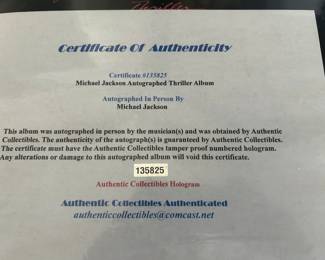 Thriller
Certificate Of Authenticity
Certificate #135825
Michael Jackson Autographed Thriller Album
Autographed In Person By
Michael Jackson
This album was autographed in person by the musician(s) and was obtained by Authentic
Collectibles. The authenticity of the autograph(s) is guaranteed by Authentic Collectibles.
The certificate must have the Authentic Collectibles tamper proof numbered hologram.
Any alterations or damage to this autographed album will void this certificate.
135825
Authentic Collectibles Hologram
Authentic Collectibles Authenticated
authenticcollectibles@comcast.net